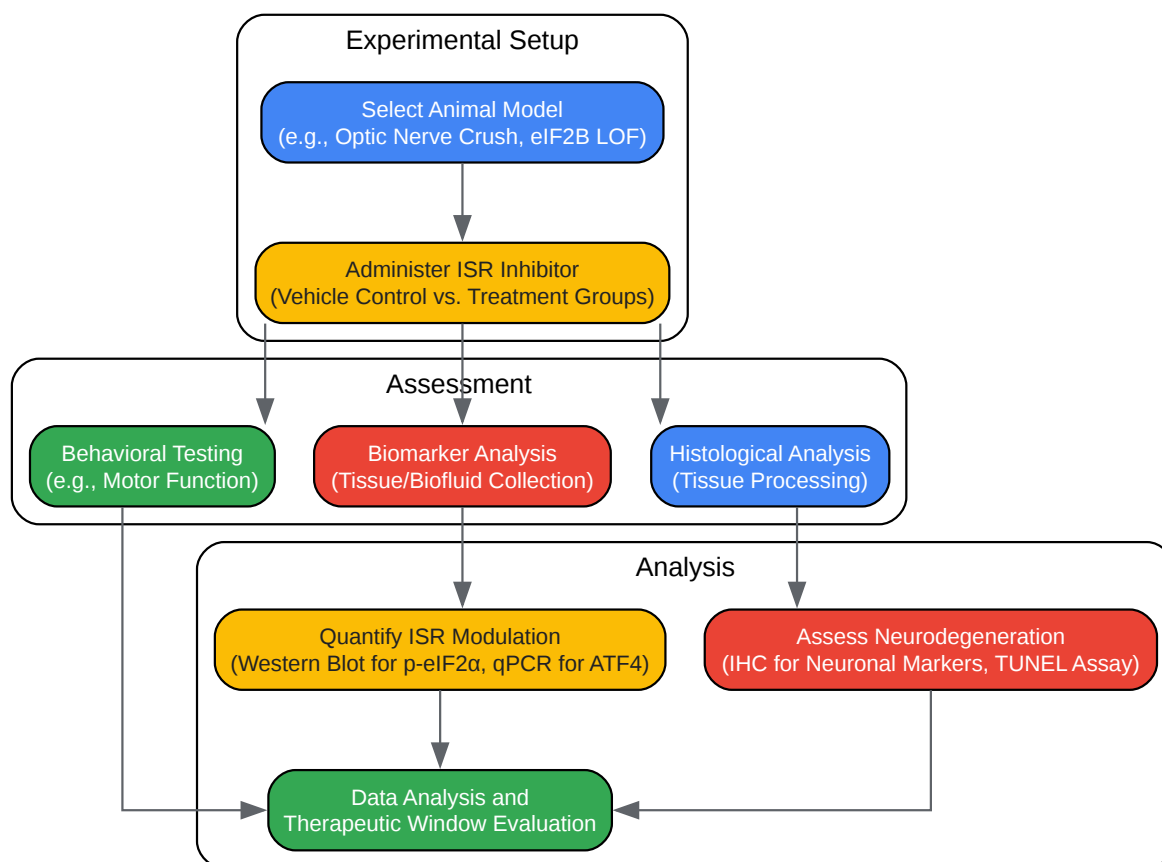 Experimental Setup
Select Animal Model
(e.g., Optic Nerve Crush, eIF2B LOF)
Administer ISR Inhibitor
(Vehicle Control vs. Treatment Groups)
Assessment
Behavioral Testing
(e.g., Motor Function)
Biomarker Analysis
(Tissue/Biofluid Collection)
Histological Analysis
(Tissue Processing)
Analysis
Quantify ISR Modulation
(Western Blot for p-eIF2α, qPCR for ATF4)
Assess Neurodegeneration
(IHC for Neuronal Markers, TUNEL Assay)
Data Analysis and
Therapeutic Window Evaluation